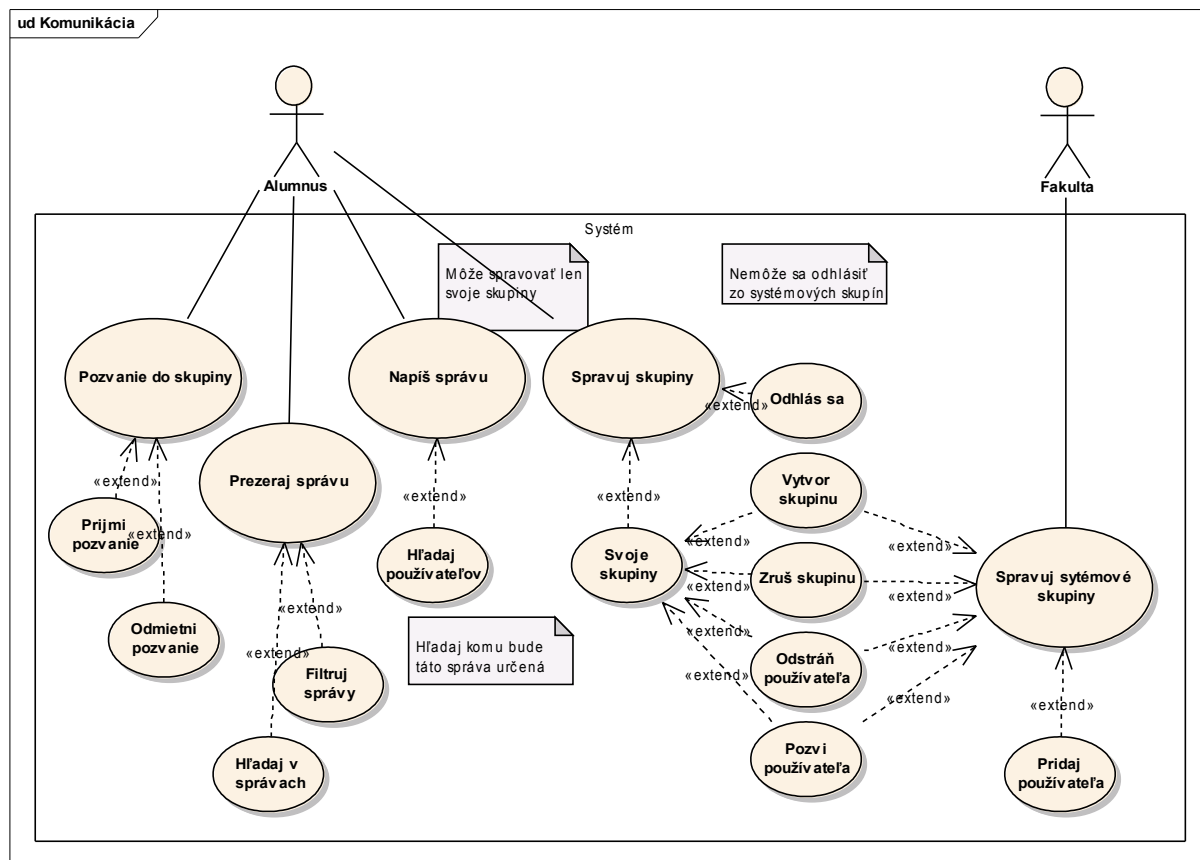 ud Komunikácia
Alumnus
Fakulta
Systém
Môže spravovať len
svoje skupiny
Nemôže sa odhlásiť
zo systémových skupín
Pozvanie do skupiny
Napíš správu
Spravuj skupiny
Odhlás sa
«extend»
Prezeraj správu
«extend»
Prijmi
pozvanie
«extend»
«extend»
Hľadaj
používateľov
«extend»
Svoje
skupiny
Vytvor
skupinu
«extend»
«extend»
Zruš skupinu
«extend»
«extend»
Spravuj sytémové
skupiny
Odmietni
pozvanie
«extend»
«extend»
Filtruj
správy
Hľadaj komu bude
táto správa určená
«extend»
«extend»
Odstráň
používateľa
«extend»
«extend»
Hľadaj v
správach
Pozvi
používateľa
«extend»
Pridaj
používateľa